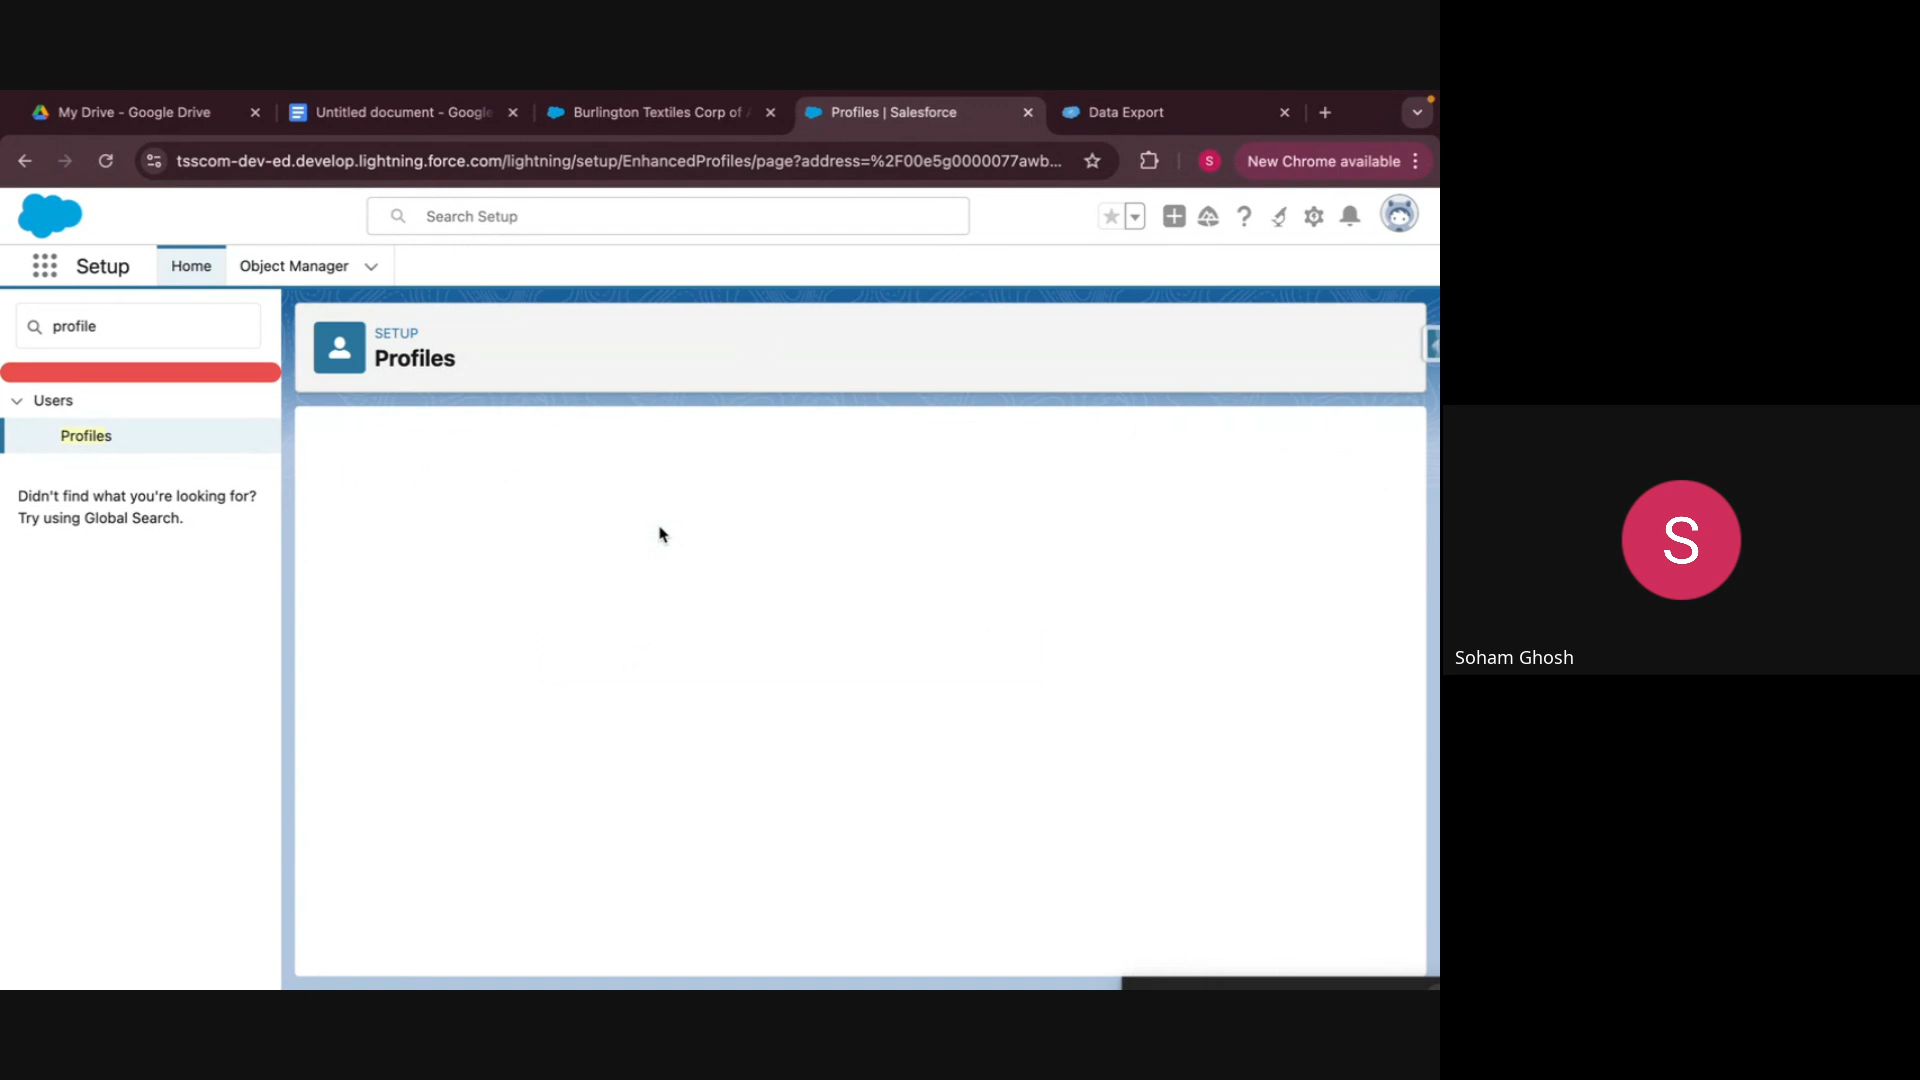 My Drive - Google Drive
Untitled document - Google
Burlington Textiles Corp of
Profiles | Salesforce
Data Export
tsscom-dev-ed.develop.lightning.force.com/lightning/setup/EnhancedProfiles/page?address=%2F00e5g0000077awb...
S
New Chrome available
Search Setup
Setup
Home
Object Manager
profile
SETUP
Profiles
Users
Profiles
Didn't find what you're looking for?
Try using Global Search.
S
Soham Ghosh